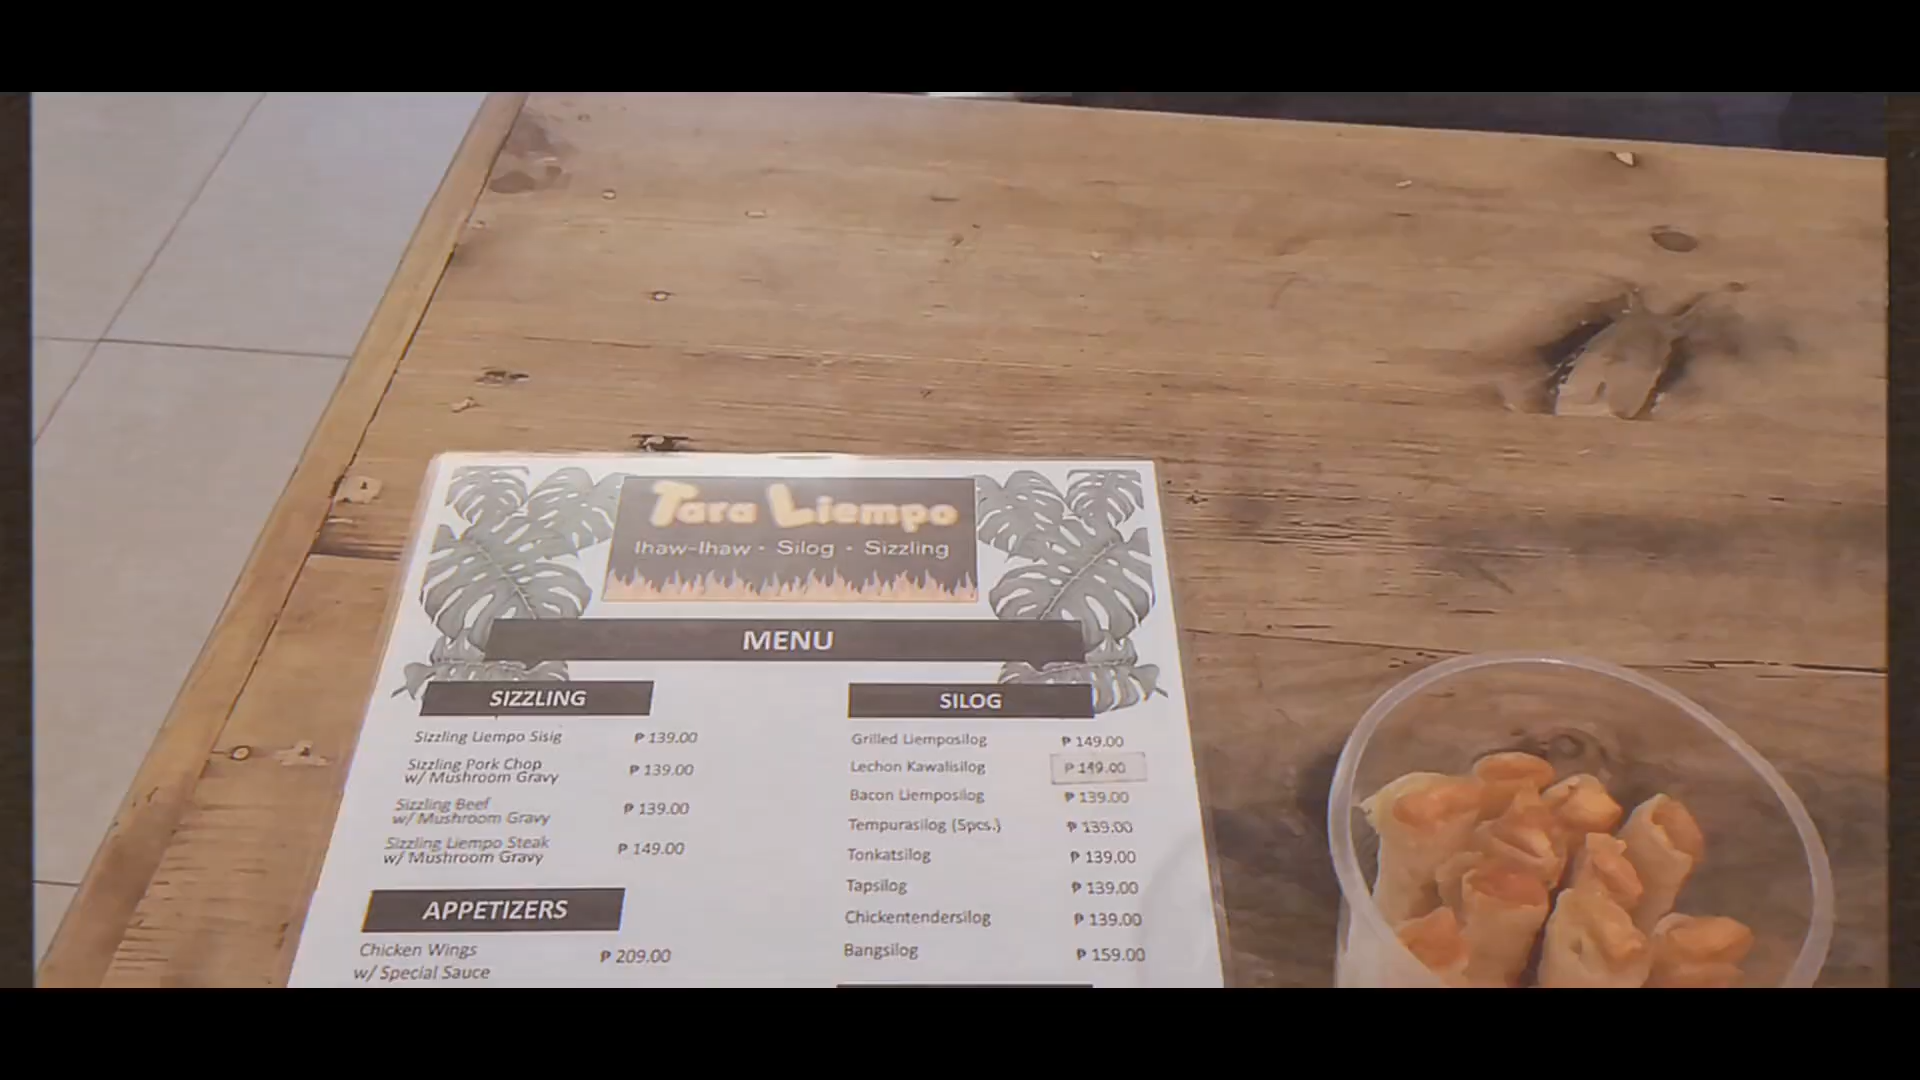 Tara Liempo
Ihaw-Ihaw • Silog • Sizzling
MENU
SIZZLING
Sizzling Liempo Sisig ₱ 139.00
Sizzling Pork Chop
w/ Mushroom Gravy ₱ 139.00
Sizzling Beef
w/ Mushroom Gravy ₱ 139.00
Sizzling Liempo Steak
w/ Mushroom Gravy ₱ 149.00
APPETIZERS
Chicken Wings
w/ Special Sauce ₱ 209.00
SILOG
Grilled Liemposilog ₱ 149.00
Lechon Kawalisilog ₱ 149.00
Bacon Liemposilog ₱ 139.00
Tempurasilog (5pcs.) ₱ 139.00
Tonkatsilog ₱ 139.00
Tapsilog ₱ 139.00
Chickentendersilog ₱ 139.00
Bangsilog ₱ 159.00